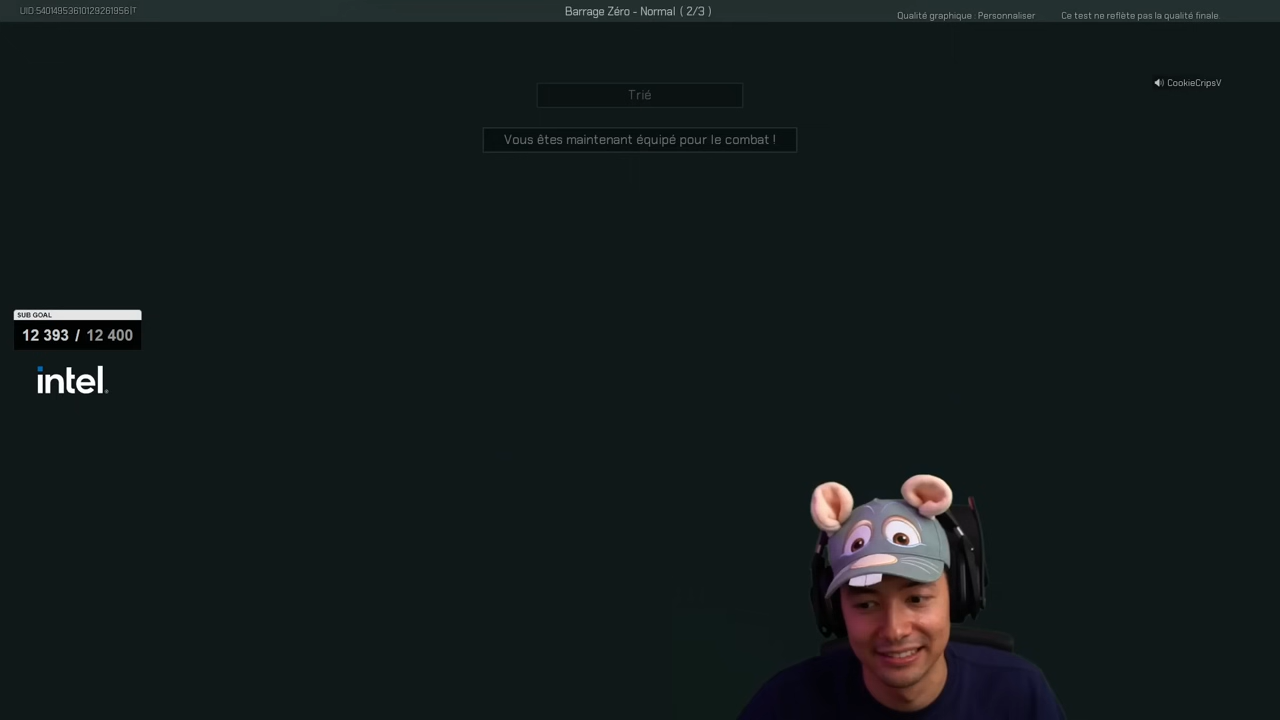 UID 54014953610129261956|T
Barrage Zéro - Normal ( 2/3 )
Qualité graphique : Personnaliser
Ce test ne reflète pas la qualité finale
CookieCripsV
Trié
Vous êtes maintenant équipé pour le combat !
SUB GOAL
12 393 / 12 400
intel.